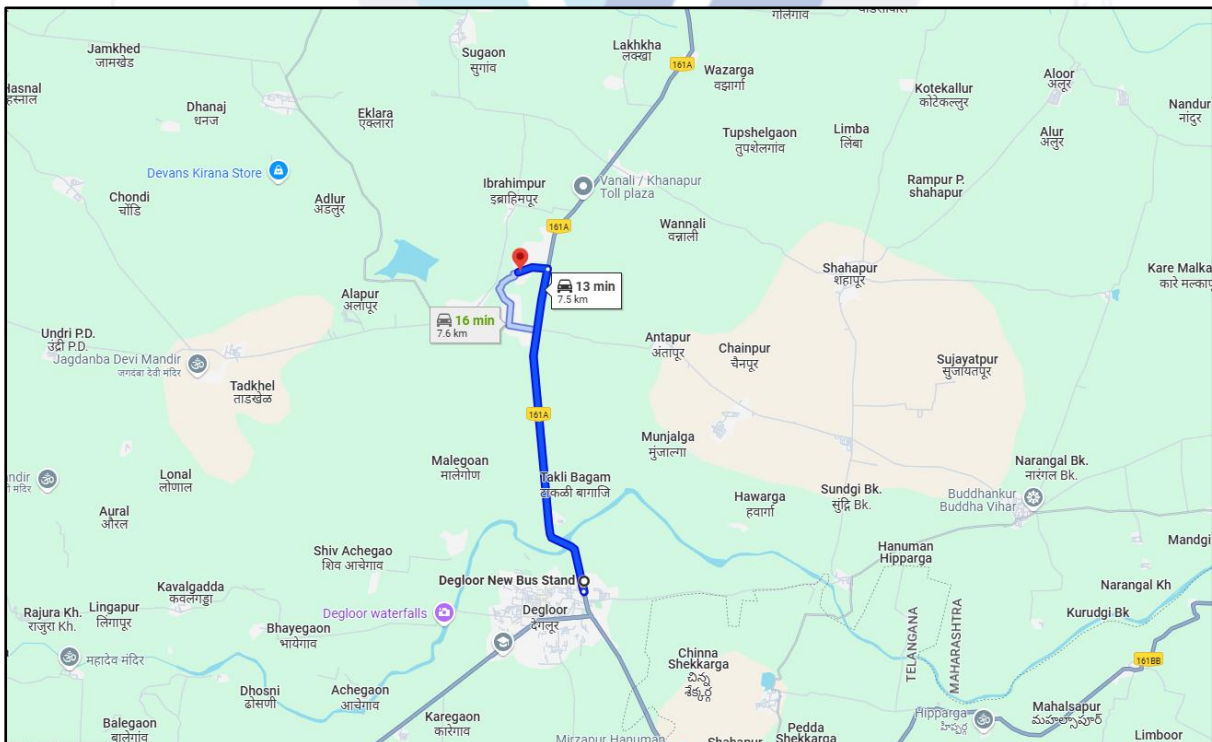 गलेगाव
Jamkhed
जामखेड
Sugaon
सुगांव
Lakhkha
लक्खा
161A
Wazarga
वझार्गा
Aloor
अलूर
Hasnal
हस्नाल
Dhanaj
धनज
Eklara
एक्लारा
Kotekallur
कोटेकल्लुर
Nandur
नांदुर
Tupshelgaon
तुपशेलगांव
Limba
लिंबा
Alur
अलुर
Devans Kirana Store
Ibrahimpur
इब्राहिमपूर
Vanali / Khanapur
Toll plaza
Rampur P.
shahapur
Chondi
चोंडि
Adlur
अडलुर
161A
Wannali
वन्नाली
Shahapur
शहापूर
Kare Malka
कारे मल्कापु
13 min
7.5 km
Alapur
अलापूर
16 min
7.6 km
Undri P.D.
उंद्री P.D.
Antapur
अंतापूर
Chainpur
चैनपूर
Jagdanba Devi Mandir
जगदंबा देवी मंदिर
Sujayatpur
सुजायतपूर
Tadkhel
ताडखेळ
161A
Munjalga
मुंजाल्गा
Malegoan
मालेगोण
Narangal Bk.
नारंगल Bk.
Lonal
लोणाल
Takli Bagam
टाकळी बागाजि
Hawarga
हवार्गा
Sundgi Bk.
सुंद्गि Bk.
Buddhankur
Buddha Vihar
Aural
औरल
Mandgi
Shiv Achegao
शिव आचेगाव
Hanuman
Hipparga
Degloor New Bus Stand
Narangal Kh
Kavalgadda
कवलगड्डा
Rajura Kh.
राजुरा Kh.
Lingapur
लिंगापूर
Degloor waterfalls
Degloor
देगलूर
Kurudgi Bk
Bhayegaon
भायेगाव
TELANGANA
MAHARASHTRA
महादेव मंदिर
Chinna
Shekkarga
चिन्न
శేక్కర్గ
161BB
Dhosni
ढोसणी
Achegaon
आचेगाव
Karegaon
कारेगाव
Hipparga
Mahalsapur
Balegaon
बालेगांव
Mirzapur Hanuman
Shahapur
Pedda
Shekkarga
Limboor